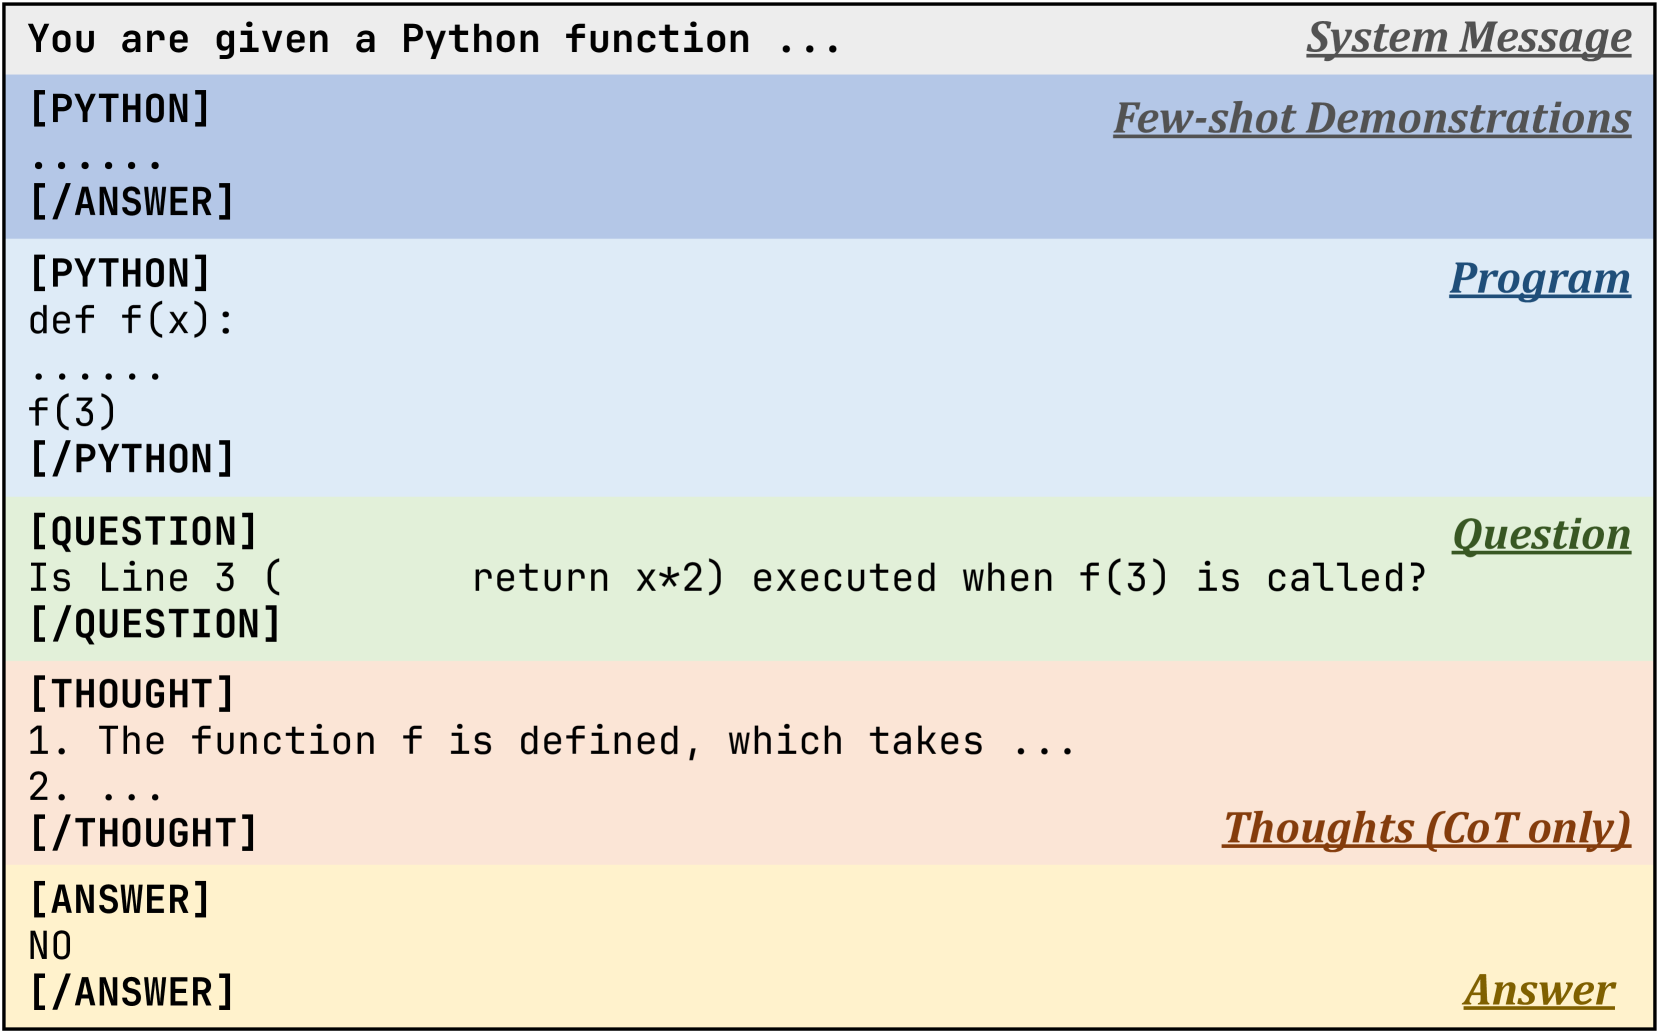 You are given a Python function ... System Message
[PYTHON] Few-shot Demonstrations
......
[/ANSWER]
[PYTHON] Program
def f(x):
......
f(3)
[/PYTHON]
[QUESTION] Question
Is Line 3 (        return x*2) executed when f(3) is called?
[/QUESTION]
[THOUGHT]
1. The function f is defined, which takes ...
2. ...
[/THOUGHT] Thoughts (CoT only)
[ANSWER]
NO
[/ANSWER] Answer